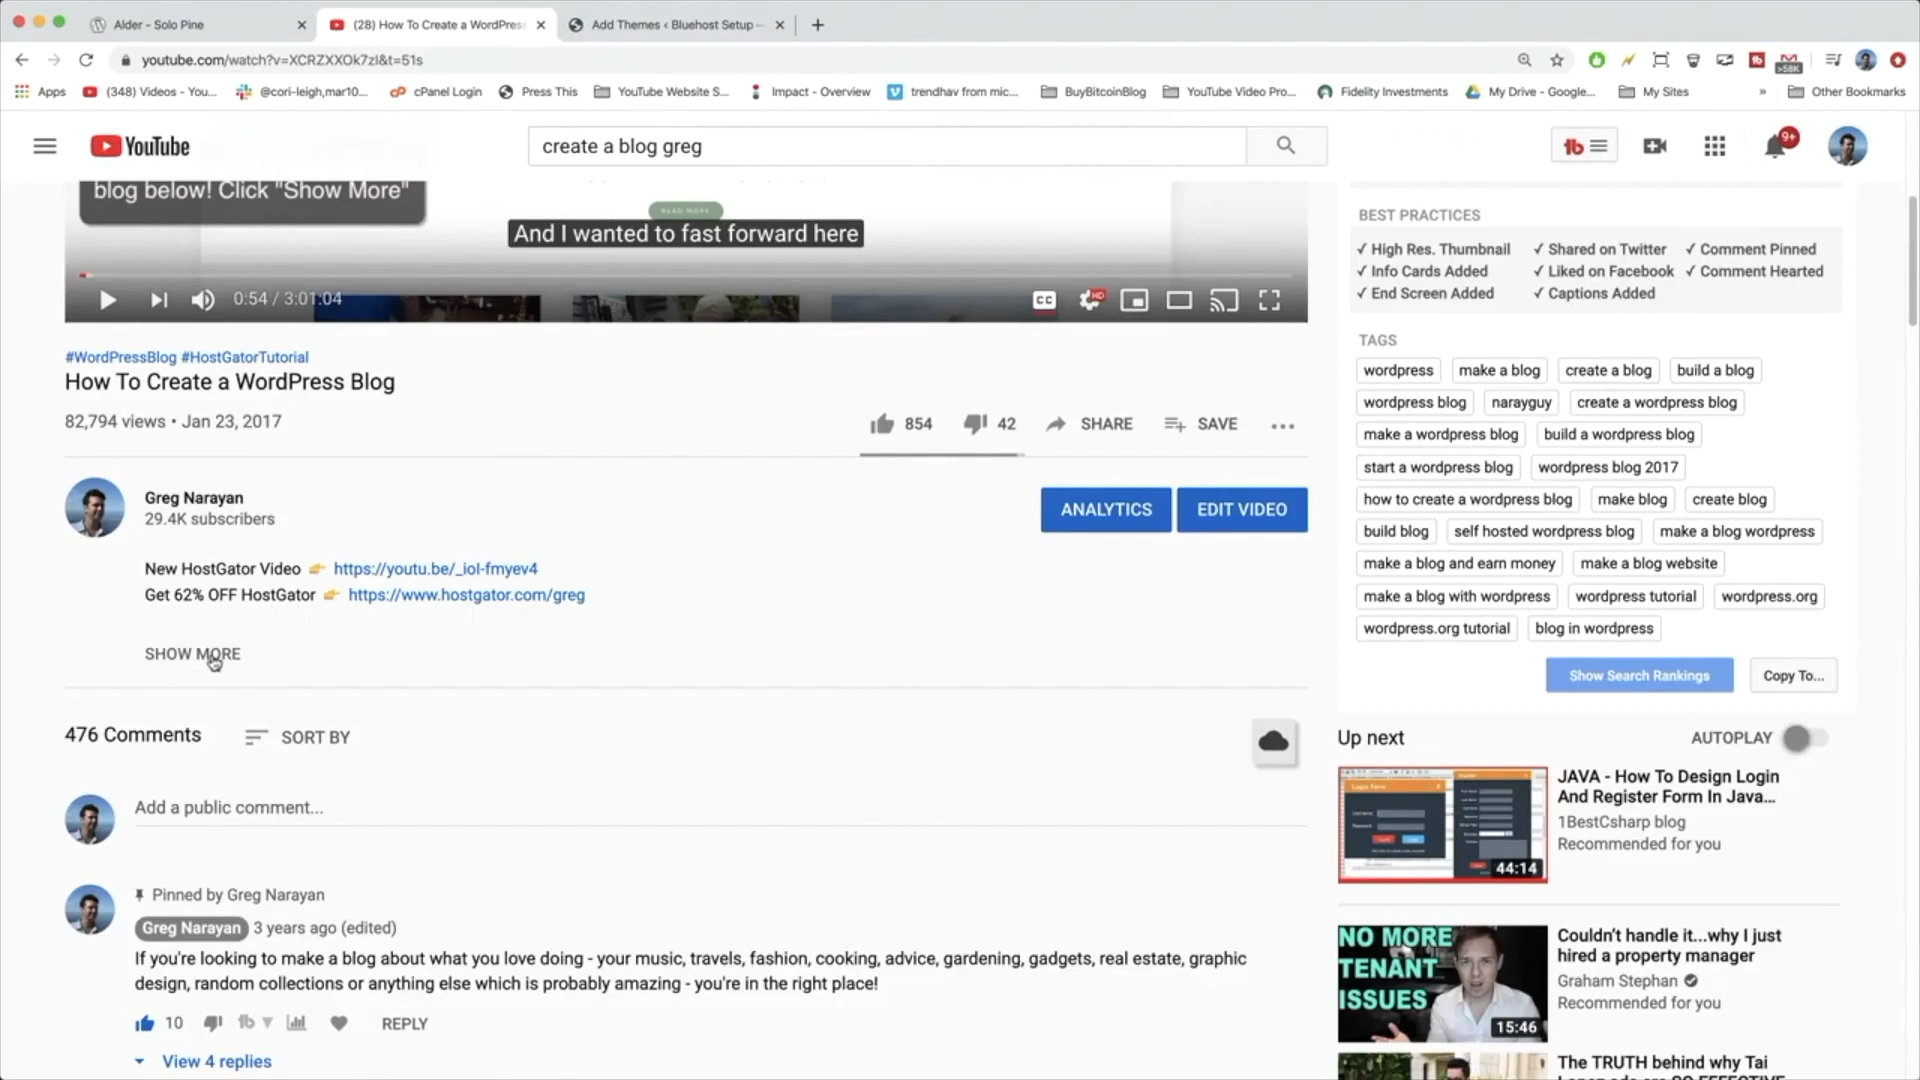 Alder - Solo Pine
(28) How To Create a WordPress
Add Themes ‹ Bluehost Setup —
youtube.com/watch?v=XCRZXXOk7zI&t=51s
>58K
Apps
(348) Videos - You...
@cori-leigh,mar10...
cPanel Login
Press This
YouTube Website S...
Impact - Overview
trendhav from mic...
BuyBitcoinBlog
YouTube Video Pro...
Fidelity Investments
My Drive - Google...
My Sites
»
Other Bookmarks
YouTube
create a blog greg
9+
blog below! Click "Show More"
READ MORE
And I wanted to fast forward here
0:54 / 3:01:04
CC
HD
#WordPressBlog #HostGatorTutorial
How To Create a WordPress Blog
82,794 views • Jan 23, 2017
854
42
SHARE
SAVE
Greg Narayan
29.4K subscribers
ANALYTICS
EDIT VIDEO
New HostGator Video 👉 https://youtu.be/_ioI-fmyev4
Get 62% OFF HostGator 👉 https://www.hostgator.com/greg
SHOW MORE
476 Comments
SORT BY
Add a public comment...
Pinned by Greg Narayan
Greg Narayan 3 years ago (edited)
If you're looking to make a blog about what you love doing - your music, travels, fashion, cooking, advice, gardening, gadgets, real estate, graphic
design, random collections or anything else which is probably amazing - you're in the right place!
10
REPLY
View 4 replies
BEST PRACTICES
✓ High Res. Thumbnail ✓ Shared on Twitter ✓ Comment Pinned
✓ Info Cards Added ✓ Liked on Facebook ✓ Comment Hearted
✓ End Screen Added ✓ Captions Added
TAGS
wordpress make a blog create a blog build a blog
wordpress blog narayguy create a wordpress blog
make a wordpress blog build a wordpress blog
start a wordpress blog wordpress blog 2017
how to create a wordpress blog make blog create blog
build blog self hosted wordpress blog make a blog wordpress
make a blog and earn money make a blog website
make a blog with wordpress wordpress tutorial wordpress.org
wordpress.org tutorial blog in wordpress
Show Search Rankings
Copy To...
Up next
AUTOPLAY
44:14
JAVA - How To Design Login
And Register Form In Java...
1BestCsharp blog
Recommended for you
NO MORE
TENANT
ISSUES
15:46
Couldn't handle it...why I just
hired a property manager
Graham Stephan
Recommended for you
The TRUTH behind why Tai